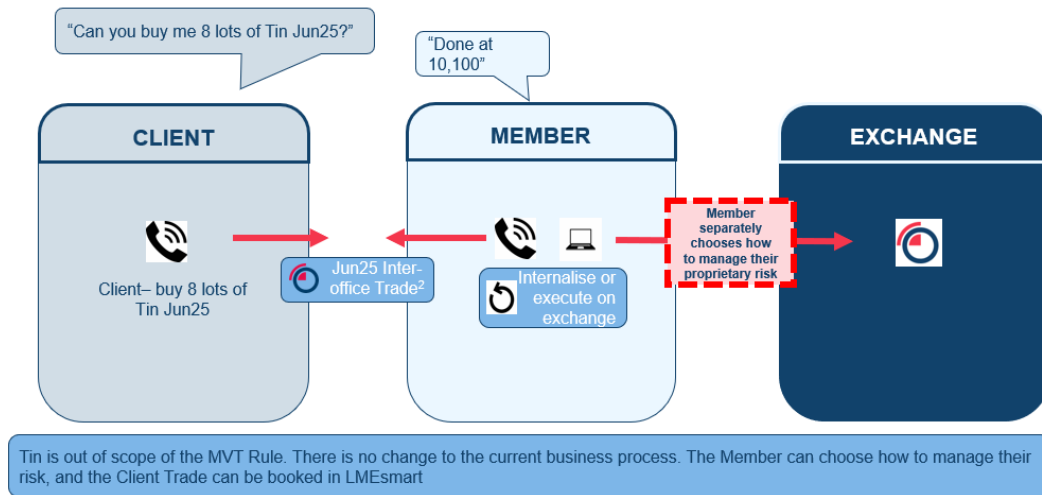 “Can you buy me 8 lots of Tin Jun25?”
“Done at
10,100”
CLIENT
MEMBER
EXCHANGE
Client– buy 8 lots of
Tin Jun25
Jun25 Inter-
office Trade²
Internalise or
execute on
exchange
Member
separately
chooses how
to manage their
proprietary risk
Tin is out of scope of the MVT Rule. There is no change to the current business process. The Member can choose how to manage their
risk, and the Client Trade can be booked in LMEsmart